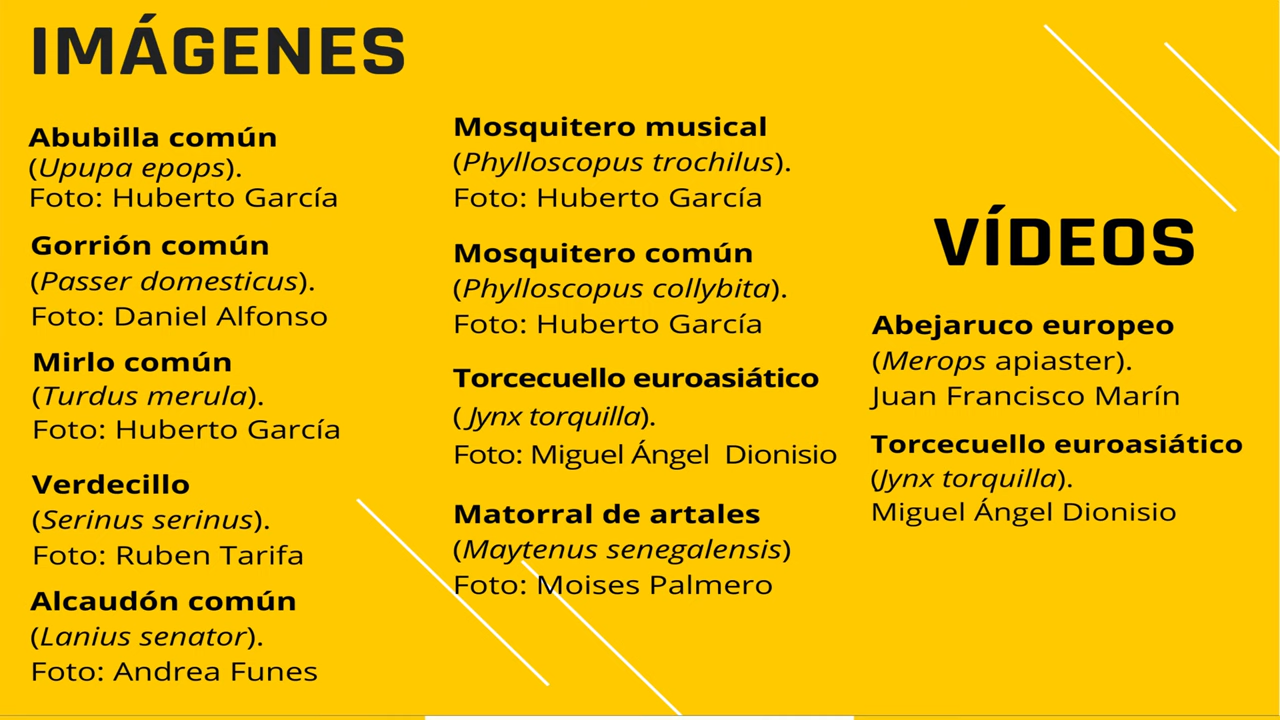 IMÁGENES
Abubilla común
(Upupa epops).
Foto: Huberto García
Gorrión común
(Passer domesticus).
Foto: Daniel Alfonso
Mirlo común
(Turdus merula).
Foto: Huberto García
Verdecillo
(Serinus serinus).
Foto: Ruben Tarifa
Alcaudón común
(Lanius senator).
Foto: Andrea Funes
Mosquitero musical
(Phylloscopus trochilus).
Foto: Huberto García
Mosquitero común
(Phylloscopus collybita).
Foto: Huberto García
Torcecuello euroasiático
( Jynx torquilla).
Foto: Miguel Ángel  Dionisio
Matorral de artales
(Maytenus senegalensis)
Foto: Moises Palmero
VÍDEOS
Abejaruco europeo
(Merops apiaster).
Juan Francisco Marín
Torcecuello euroasiático
(Jynx torquilla).
Miguel Ángel Dionisio